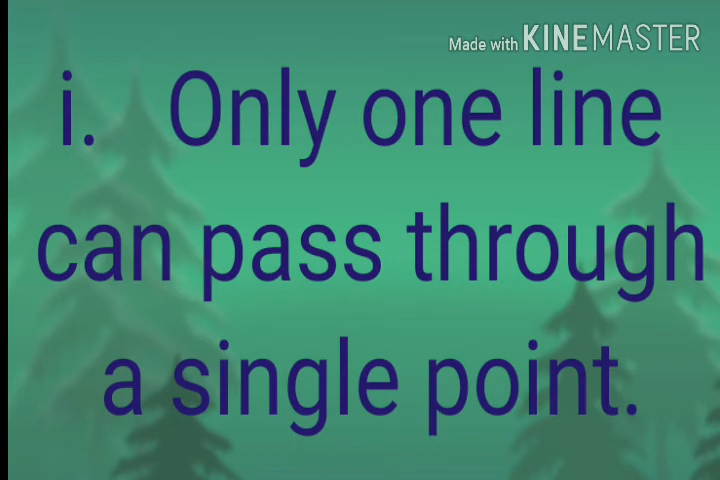 Made with KINEMASTER
i. Only one line
can pass through
a single point.